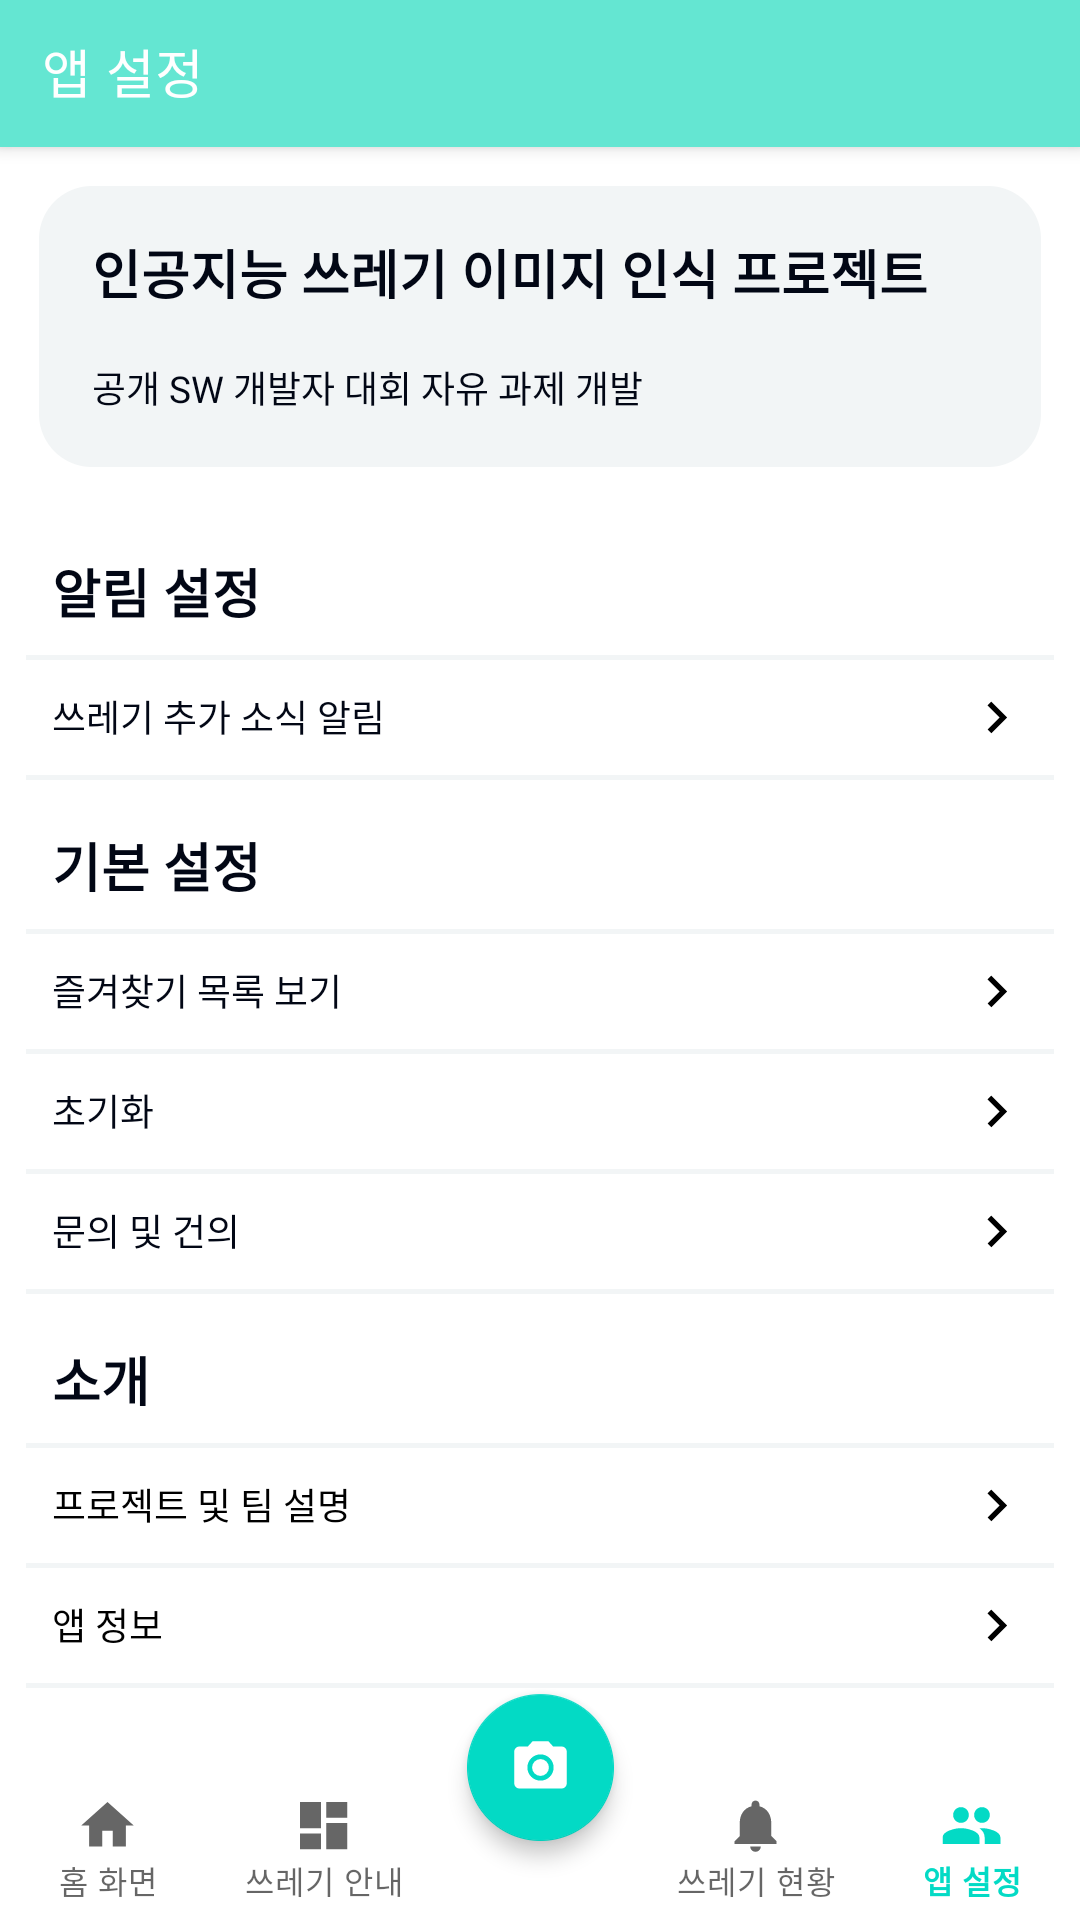 앱 설정
인공지능 쓰레기 이미지 인식 프로젝트
공개 SW 개발자 대회 자유 과제 개발
알림 설정
쓰레기 추가 소식 알림
기본 설정
즐겨찾기 목록 보기
초기화
문의 및 건의
소개
프로젝트 및 팀 설명
앱 정보
홈 화면
쓰레기 안내
쓰레기 현황
앱 설정